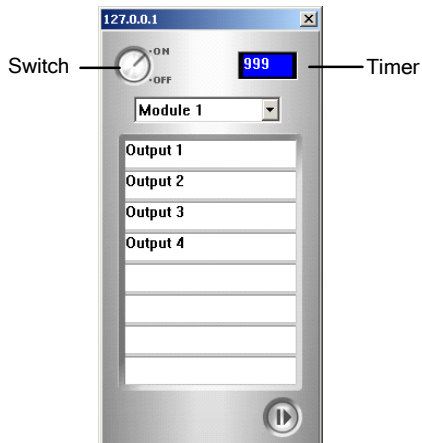 127.0.0.1
ON
OFF
Switch
999
Timer
Module 1
Output 1
Output 2
Output 3
Output 4